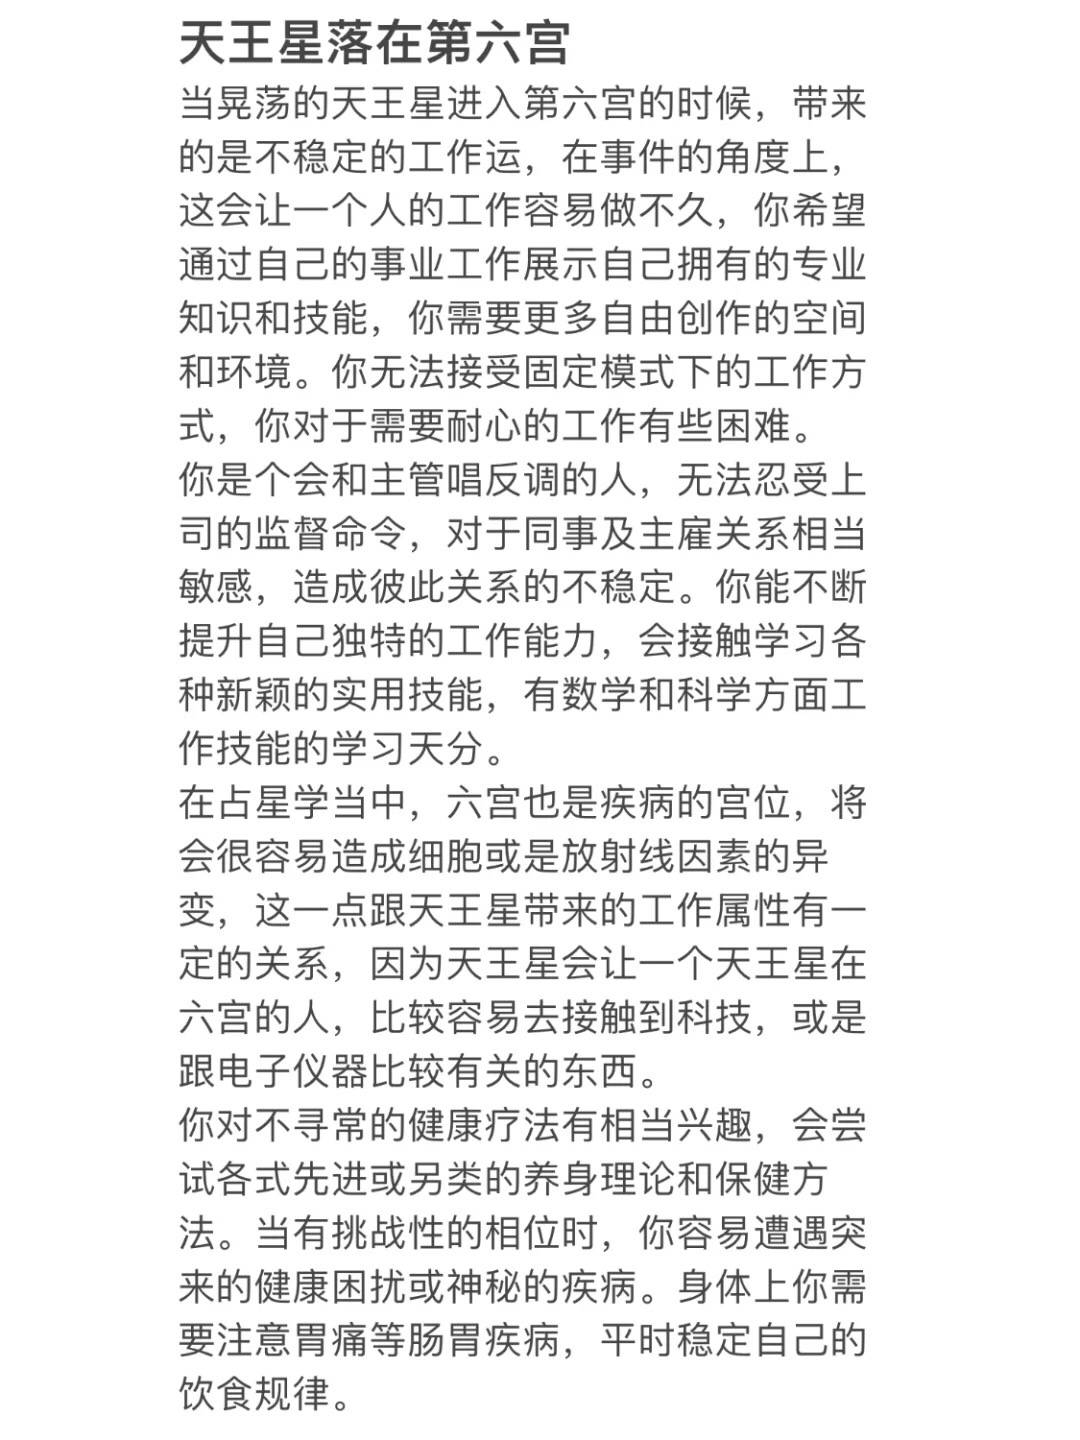 天王星落在第六宫
当晃荡的天王星进入第六宫的时候，带来
的是不稳定的工作运，在事件的角度上，
这会让一个人的工作容易做不久，你希望
通过自己的事业工作展示自己拥有的专业
知识和技能，你需要更多自由创作的空间
和环境。你无法接受固定模式下的工作方
式，你对于需要耐心的工作有些困难。
你是个会和主管唱反调的人，无法忍受上
司的监督命令，对于同事及主雇关系相当
敏感，造成彼此关系的不稳定。你能不断
提升自己独特的工作能力，会接触学习各
种新颖的实用技能，有数学和科学方面工
作技能的学习天分。
在占星学当中，六宫也是疾病的宫位，将
会很容易造成细胞或是放射线因素的异
变，这一点跟天王星带来的工作属性有一
定的关系，因为天王星会让一个天王星在
六宫的人，比较容易去接触到科技，或是
跟电子仪器比较有关的东西。
你对不寻常的健康疗法有相当兴趣，会尝
试各式先进或另类的养身理论和保健方
法。当有挑战性的相位时，你容易遭遇突
来的健康困扰或神秘的疾病。身体上你需
要注意胃痛等肠胃疾病，平时稳定自己的
饮食规律。